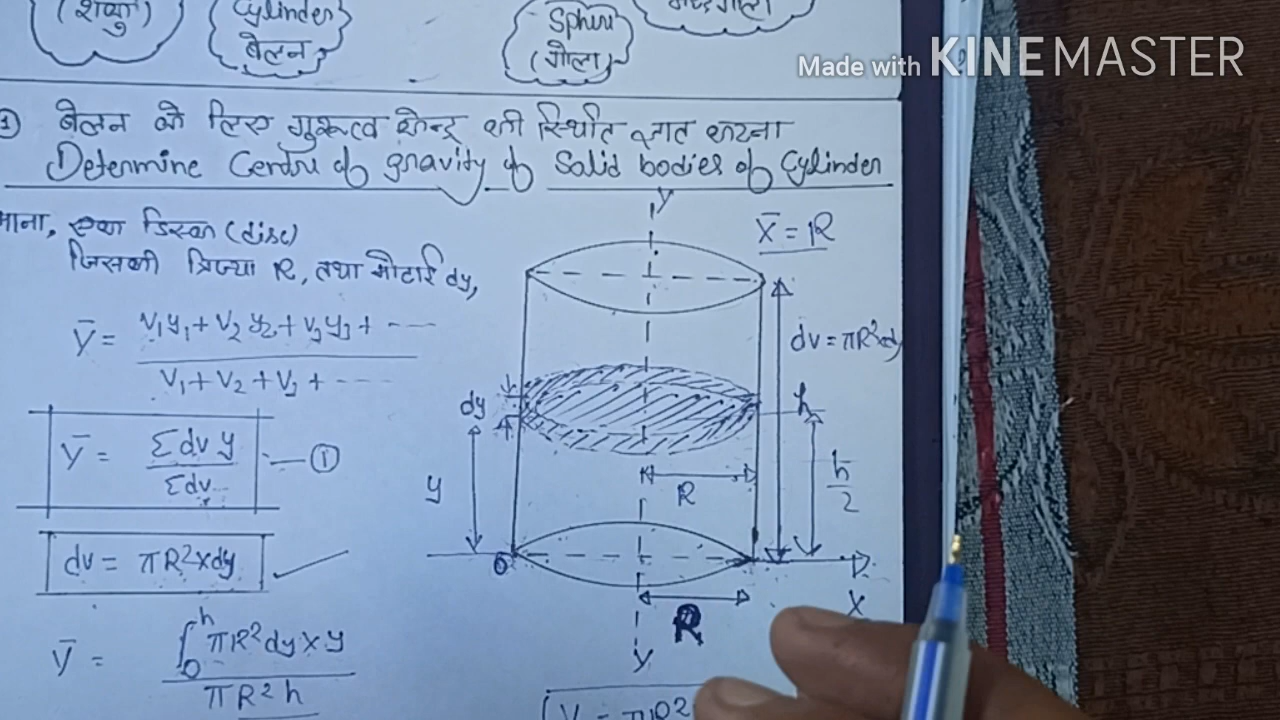 (शंकु)
Cylinder
बेलन
Sphere
(गोला)
Made with KINEMASTER
① बेलन के लिए गुरूत्व केन्द्र की स्थिति ज्ञात करना
Determine Centre of gravity of Solid bodies of Cylinder
माना, एक डिस्क (disc)
जिसकी त्रिज्या R, तथा मोटाई dy,
ȳ = V₁y₁ + V₂y₂ + V₃y₃ + ----
V₁ + V₂ + V₃ + ----
ȳ = Σdv y — ①
Σdv
dv = πR²xdy
ȳ = ∫₀ʰ πR²dy x y
πR²h
y
x̄ = R
dv = πR²dy
dy
h
y
R
h
2
O
X
R
y
V = πR²